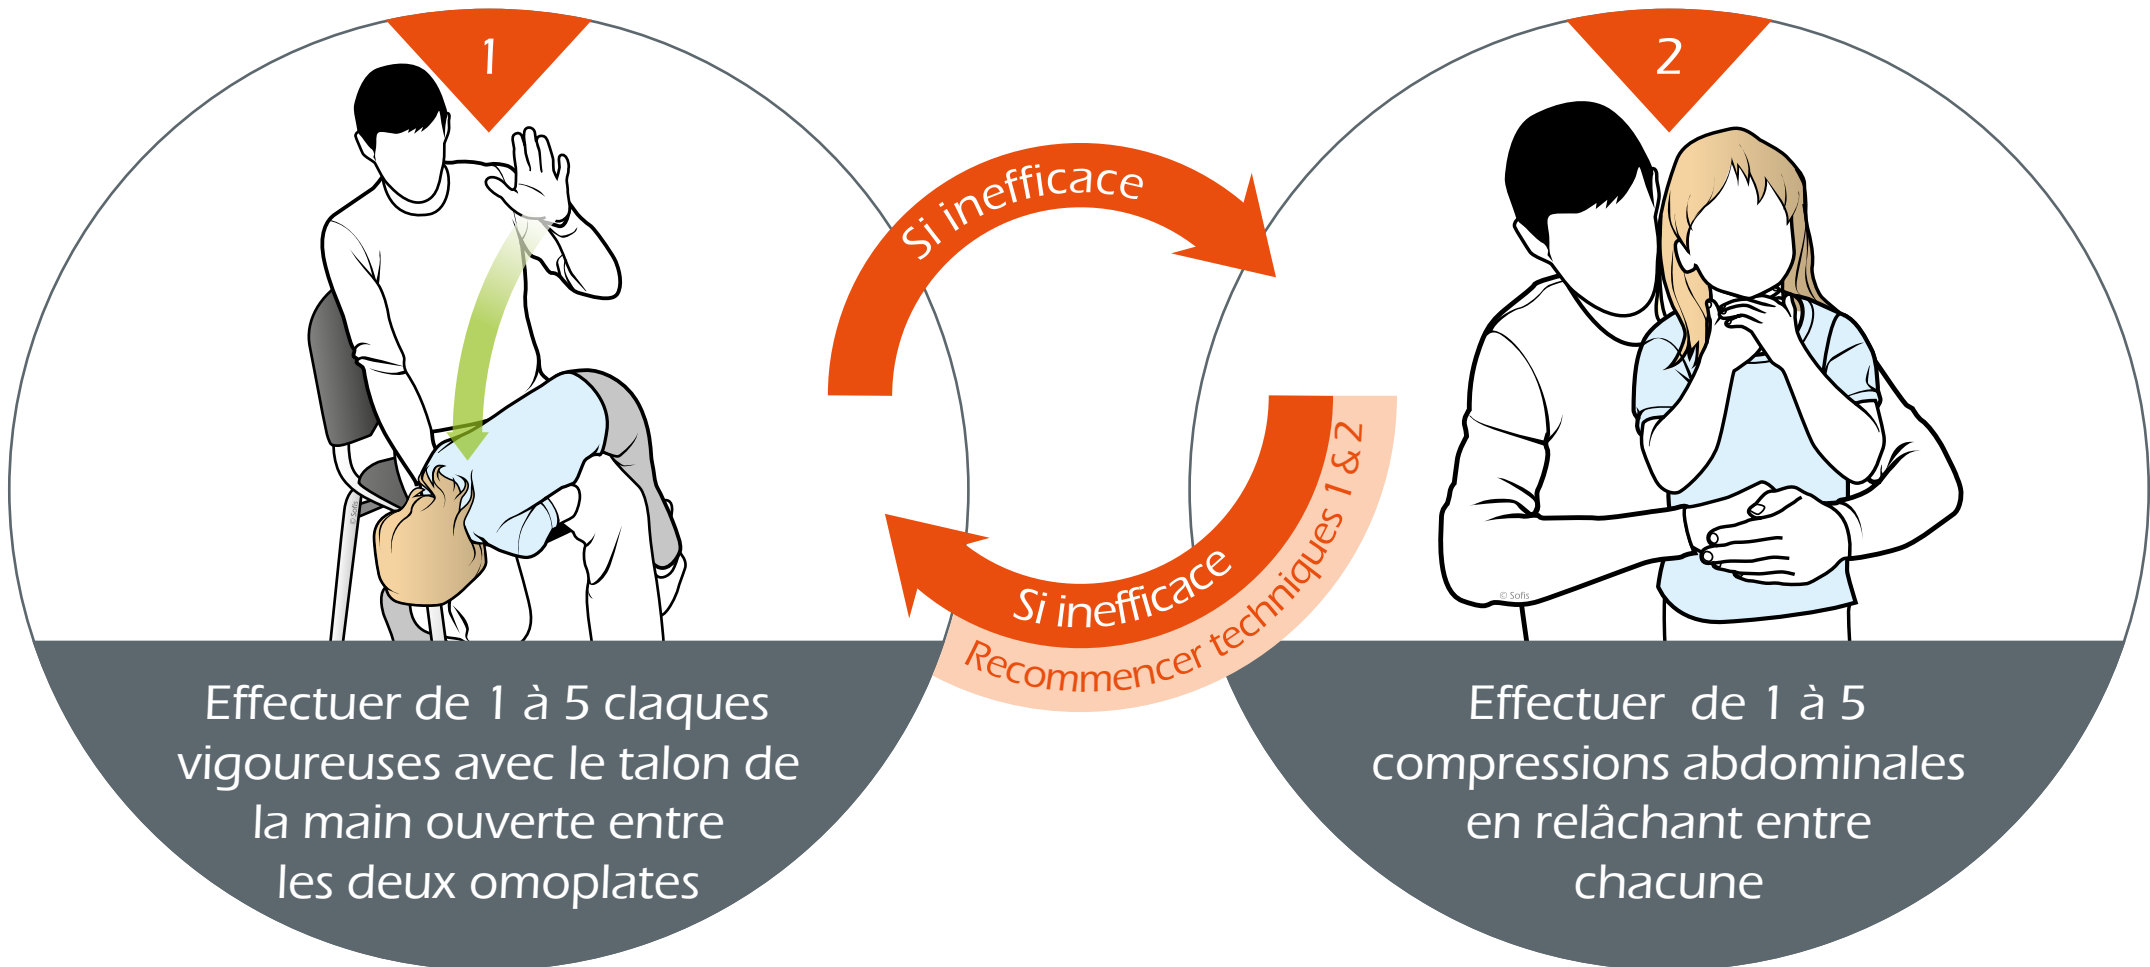 1
Effectuer de 1 à 5 claques
vigoureuses avec le talon de
la main ouverte entre
les deux omoplates
© Sofis
Si inefficace
2
Effectuer de 1 à 5
compressions abdominales
en relâchant entre
chacune
© Sofis
Si inefficace
Recommencer techniques 1 & 2